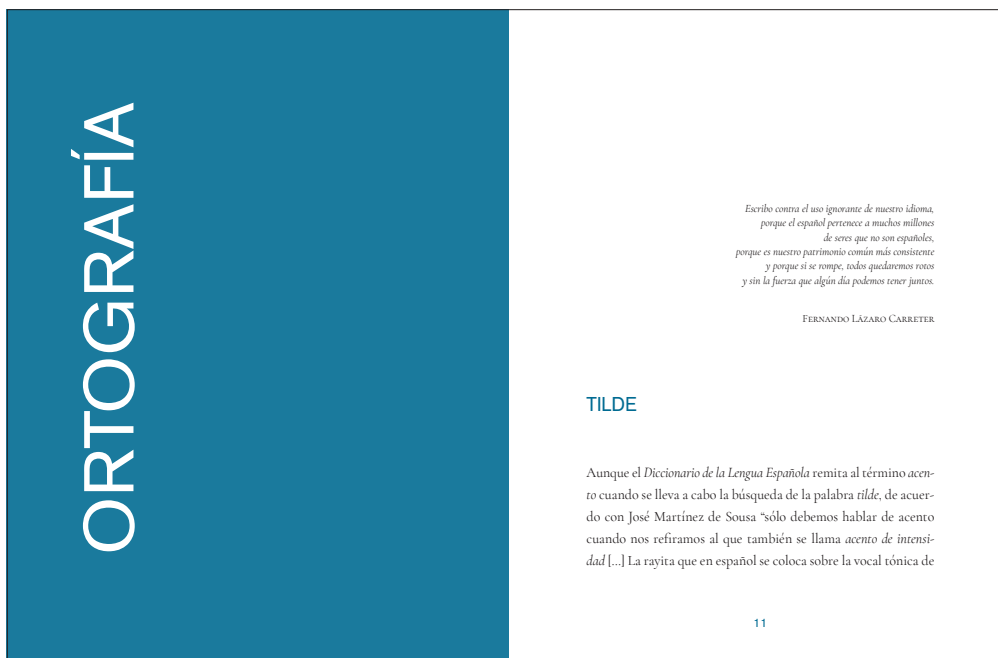 ORTOGRAFÍA
Escribo contra el uso ignorante de nuestro idioma,
porque el español pertenece a muchos millones
de seres que no son españoles,
porque es nuestro patrimonio común más consistente
y porque si se rompe, todos quedaremos rotos
y sin la fuerza que algún día podemos tener juntos.
Fernando Lázaro Carreter
TILDE
Aunque el Diccionario de la Lengua Española remita al término acen-
to cuando se lleva a cabo la búsqueda de la palabra tilde, de acuer-
do con José Martínez de Sousa “sólo debemos hablar de acento
cuando nos refiramos al que también se llama acento de intensi-
dad [...] La rayita que en español se coloca sobre la vocal tónica de
11